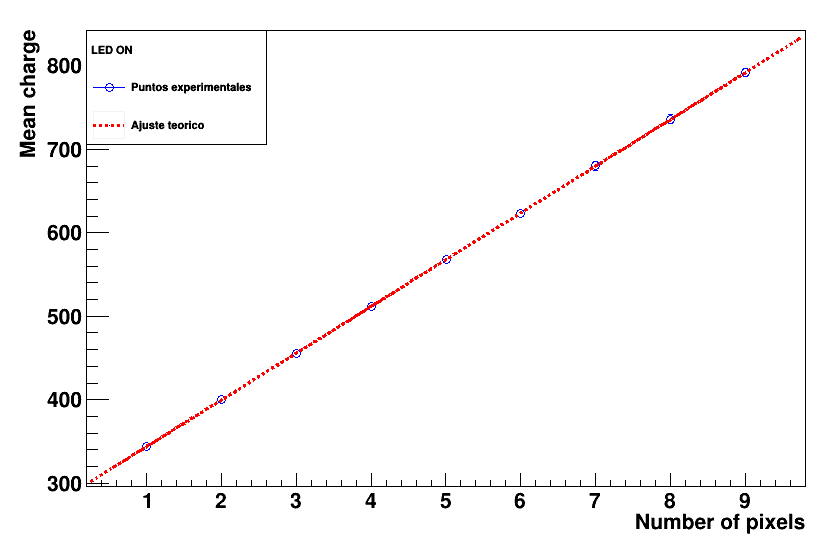 Mean charge
LED ON
Puntos experimentales
Ajuste teorico
800
700
600
500
400
300
1 2 3 4 5 6 7 8 9
Number of pixels